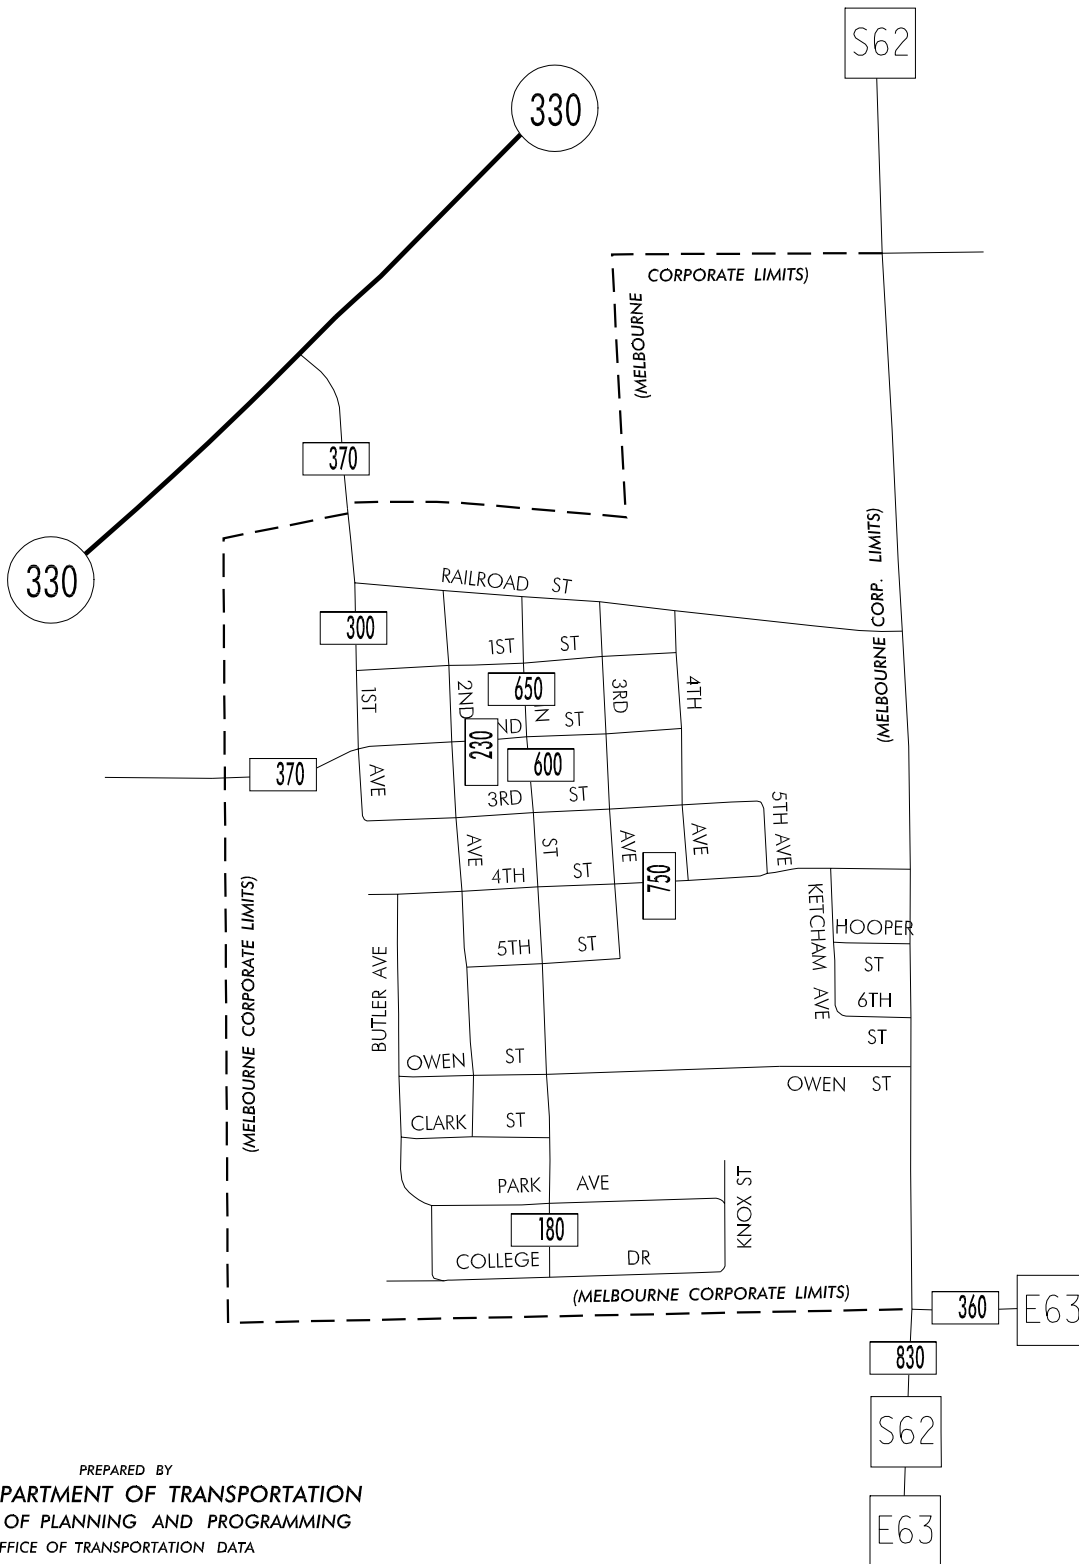 S62
330
CORPORATE LIMITS)
(MELBOURNE
370
(MELBOURNE CORP. LIMITS)
330
RAILROAD ST
300
1ST ST
1ST
2ND
650
3RD
4TH
ND ST
230
600
370
AVE
3RD ST
5TH AVE
AVE
ST
AVE
AVE
4TH ST
750
KETCHAM AVE
HOOPER
ST
(MELBOURNE CORPORATE LIMITS)
BUTLER AVE
5TH ST
6TH
ST
OWEN ST
OWEN ST
CLARK ST
PARK AVE
KNOX ST
180
COLLEGE DR
(MELBOURNE CORPORATE LIMITS)
360
E63
830
S62
E63
PREPARED BY
PARTMENT OF TRANSPORTATION
OF PLANNING AND PROGRAMMING
FFICE OF TRANSPORTATION DATA